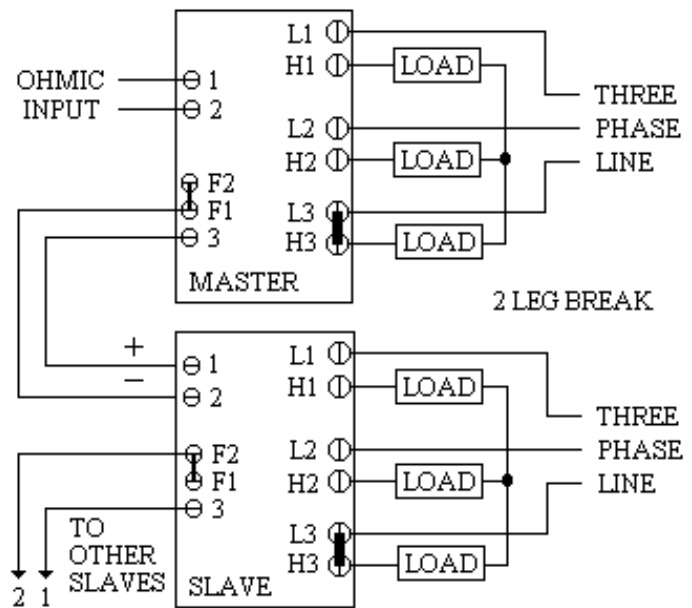 OHMIC
INPUT
1
2
F2
F1
3
MASTER
L1
H1
L2
H2
L3
H3
LOAD
LOAD
LOAD
THREE
PHASE
LINE
2 LEG BREAK
+
−
1
2
F2
F1
3
SLAVE
L1
H1
L2
H2
L3
H3
LOAD
LOAD
LOAD
THREE
PHASE
LINE
TO
OTHER
SLAVES
2 1